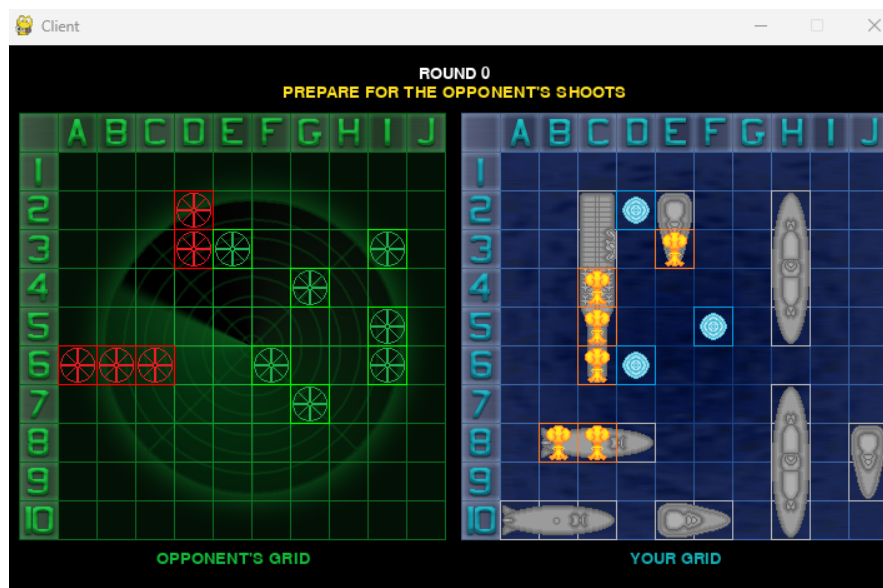 Client
ROUND 0
PREPARE FOR THE OPPONENT'S SHOOTS
A B C D E F G H I J
A B C D E F G H I J
1
1
2
2
3
3
4
4
5
5
6
6
7
7
8
8
9
9
10
10
OPPONENT'S GRID
YOUR GRID